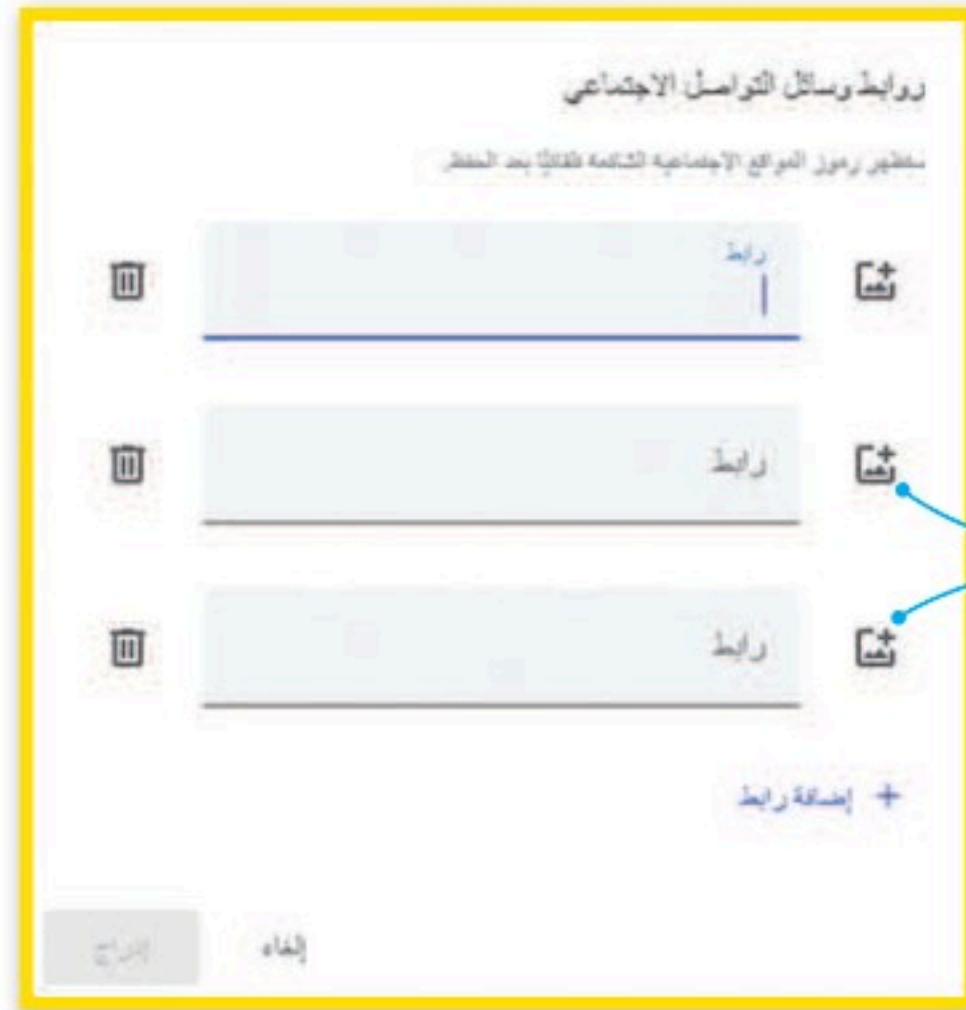 روابط وسائل التواصل الاجتماعي
ستظهر رموز المواقع الاجتماعية الشائعة تلقائيًا بعد الحفظ.
رابط
رابط
رابط
+ إضافة رابط
إلغاء
إدراج